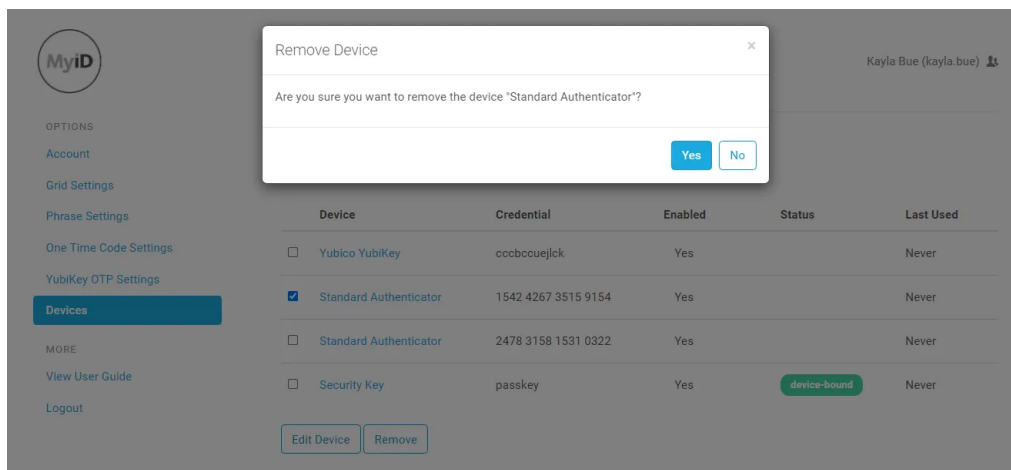 MyiD
Remove Device ×
Kayla Bue (kayla.bue)
Are you sure you want to remove the device "Standard Authenticator"?
Yes No
OPTIONS
Account
Grid Settings
Phrase Settings
One Time Code Settings
YubiKey OTP Settings
Devices
MORE
View User Guide
Logout
Device Credential Enabled Status Last Used
Yubico YubiKey cccbccuejlck Yes Never
Standard Authenticator 1542 4267 3515 9154 Yes Never
Standard Authenticator 2478 3158 1531 0322 Yes Never
Security Key passkey Yes device-bound Never
Edit Device Remove